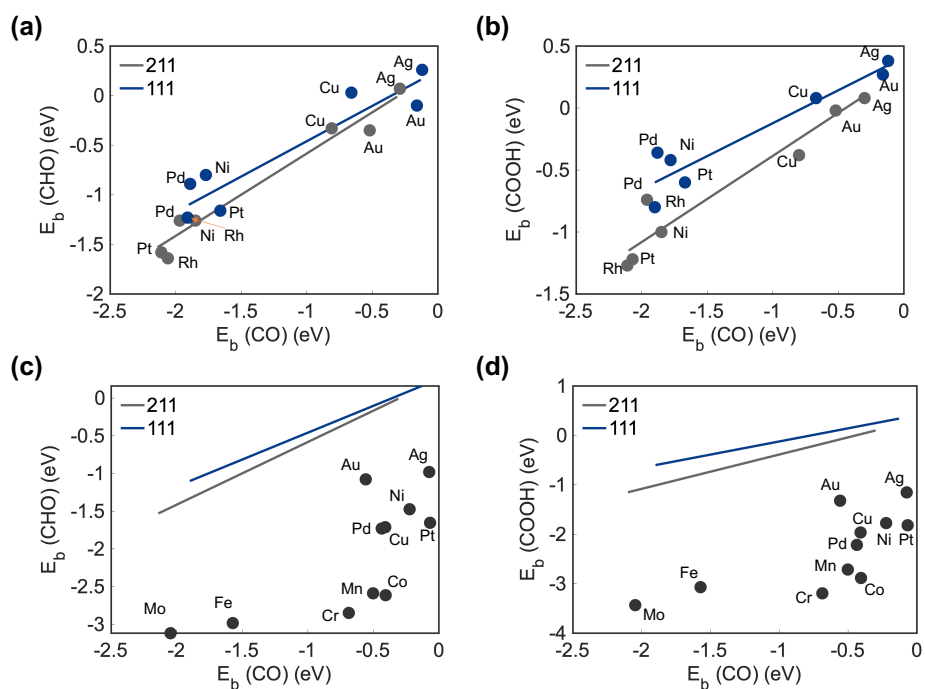 (a)
211
111
Ag
Ag
Cu
Cu
Au
Au
Ni
Pd
Pd
Pt
Ni
Rh
Pt
Rh
0
-0.5
-1
-1.5
-2
-2.5
-2
-1.5
-1
-0.5
0
E_b (CHO) (eV)
E_b (CO) (eV)
(b)
211
111
Ag
Au
Cu
Ag
Au
Ni
Pd
Cu
Pt
Pd
Rh
Ni
Rh
Pt
0.5
0
-0.5
-1
-1.5
-2.5
-2
-1.5
-1
-0.5
0
E_b (COOH) (eV)
E_b (CO) (eV)
(c)
211
111
Au
Ag
Ni
Pd
Cu
Pt
Mn
Co
Mo
Fe
Cr
0
-0.5
-1
-1.5
-2
-2.5
-3
-2.5
-2
-1.5
-1
-0.5
0
E_b (CHO) (eV)
E_b (CO) (eV)
(d)
211
111
Au
Ag
Cu
Pd
Ni
Pt
Mn
Fe
Co
Cr
Mo
1
0
-1
-2
-3
-4
-2.5
-2
-1.5
-1
-0.5
0
E_b (COOH) (eV)
E_b (CO) (eV)